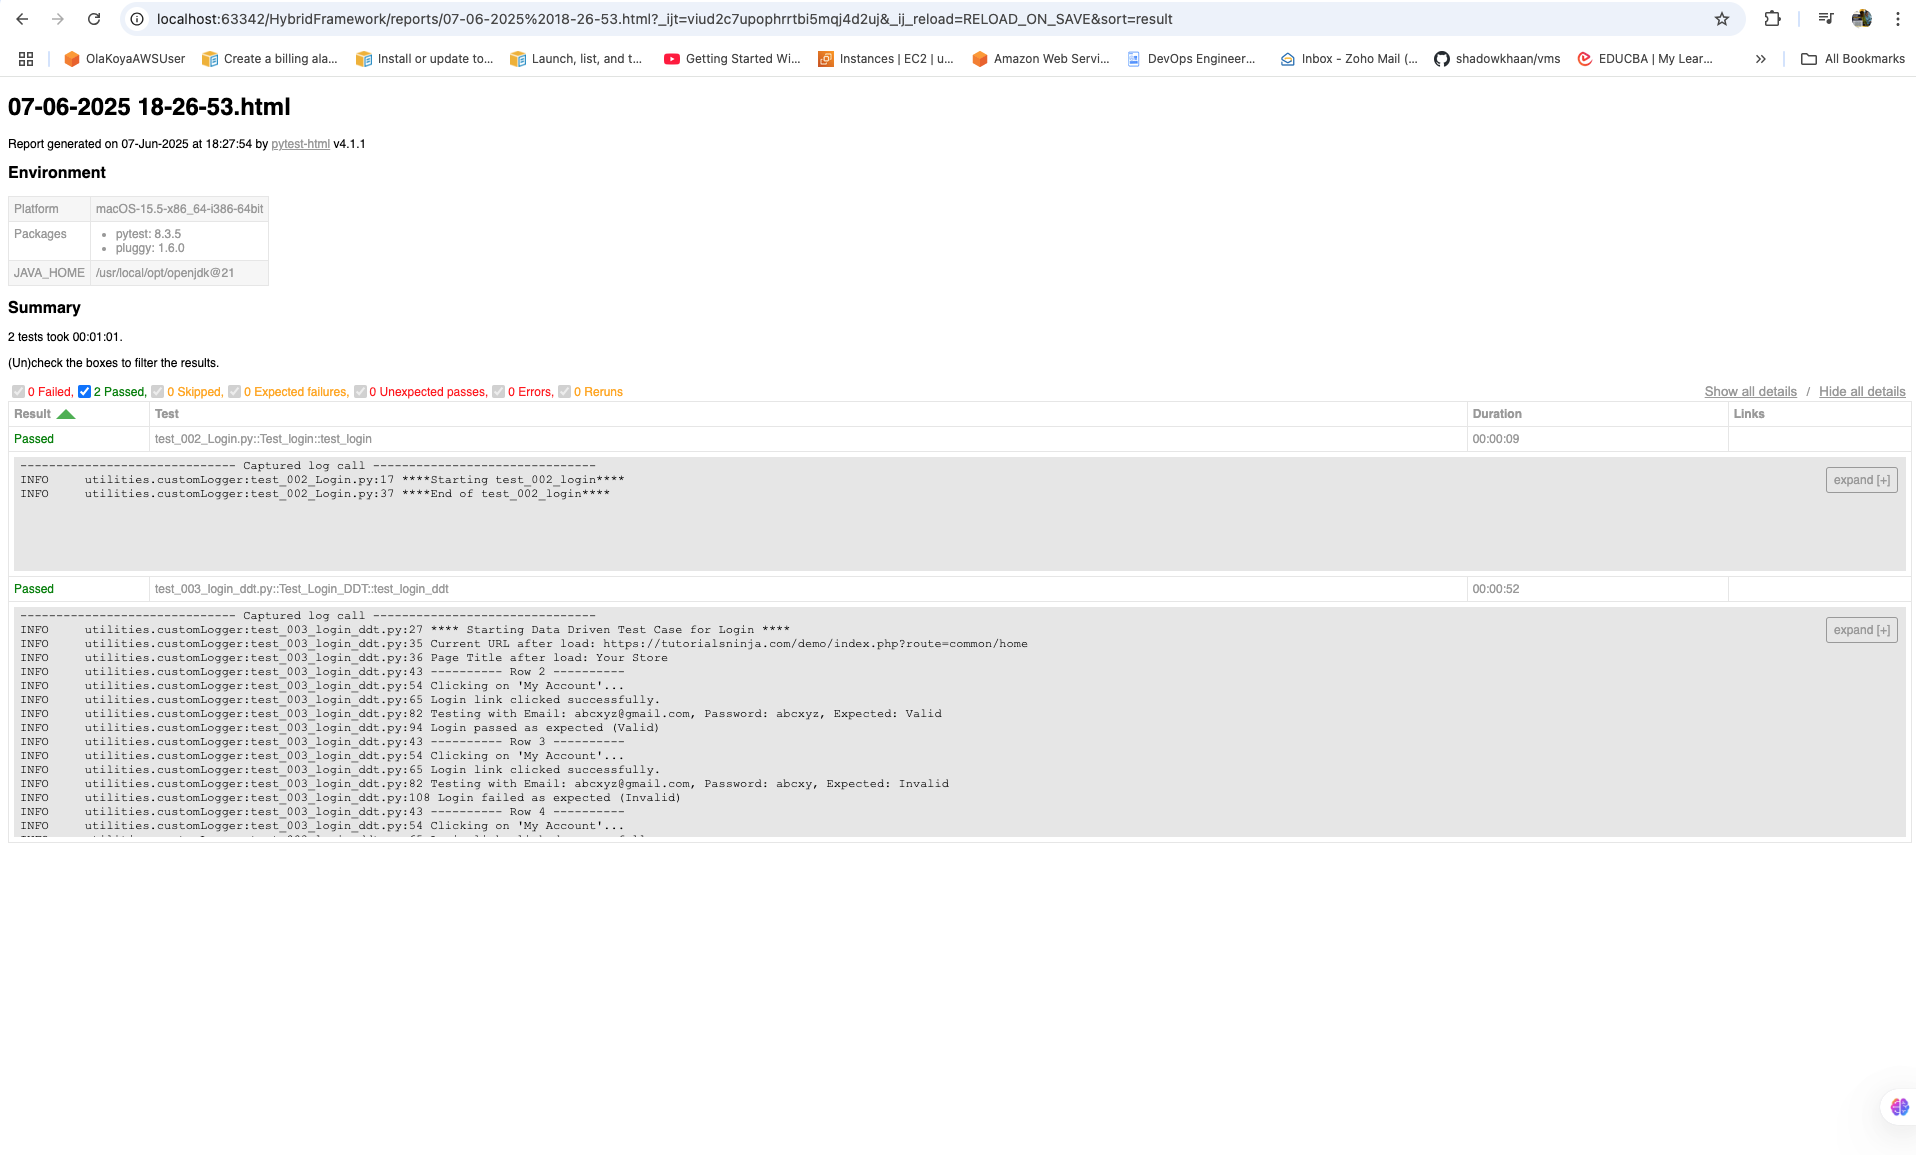 localhost:63342/HybridFramework/reports/07-06-2025%2018-26-53.html?_ijt=viud2c7upophrrtbi5mqj4d2uj&_ij_reload=RELOAD_ON_SAVE&sort=result
OlaKoyaAWSUser Create a billing ala... Install or update to... Launch, list, and t... Getting Started Wi... Instances | EC2 | u... Amazon Web Servi... DevOps Engineer... Inbox - Zoho Mail (... shadowkhaan/vms EDUCBA | My Lear... All Bookmarks
07-06-2025 18-26-53.html
Report generated on 07-Jun-2025 at 18:27:54 by pytest-html v4.1.1
Environment
Platform macOS-15.5-x86_64-i386-64bit
Packages • pytest: 8.3.5
• pluggy: 1.6.0
JAVA_HOME /usr/local/opt/openjdk@21
Summary
2 tests took 00:01:01.
(Un)check the boxes to filter the results.
0 Failed, 2 Passed, 0 Skipped, 0 Expected failures, 0 Unexpected passes, 0 Errors, 0 Reruns Show all details / Hide all details
Result Test Duration Links
Passed test_002_Login.py::Test_login::test_login 00:00:09
------------------------------ Captured log call -------------------------------
INFO     utilities.customLogger:test_002_Login.py:17 ****Starting test_002_login****
expand [+]
INFO     utilities.customLogger:test_002_Login.py:37 ****End of test_002_login****
Passed test_003_login_ddt.py::Test_Login_DDT::test_login_ddt 00:00:52
------------------------------ Captured log call -------------------------------
INFO     utilities.customLogger:test_003_login_ddt.py:27 **** Starting Data Driven Test Case for Login ****
expand [+]
INFO     utilities.customLogger:test_003_login_ddt.py:35 Current URL after load: https://tutorialsninja.com/demo/index.php?route=common/home
INFO     utilities.customLogger:test_003_login_ddt.py:36 Page Title after load: Your Store
INFO     utilities.customLogger:test_003_login_ddt.py:43 ---------- Row 2 ----------
INFO     utilities.customLogger:test_003_login_ddt.py:54 Clicking on 'My Account'...
INFO     utilities.customLogger:test_003_login_ddt.py:65 Login link clicked successfully.
INFO     utilities.customLogger:test_003_login_ddt.py:82 Testing with Email: abcxyz@gmail.com, Password: abcxyz, Expected: Valid
INFO     utilities.customLogger:test_003_login_ddt.py:94 Login passed as expected (Valid)
INFO     utilities.customLogger:test_003_login_ddt.py:43 ---------- Row 3 ----------
INFO     utilities.customLogger:test_003_login_ddt.py:54 Clicking on 'My Account'...
INFO     utilities.customLogger:test_003_login_ddt.py:65 Login link clicked successfully.
INFO     utilities.customLogger:test_003_login_ddt.py:82 Testing with Email: abcxyz@gmail.com, Password: abcxy, Expected: Invalid
INFO     utilities.customLogger:test_003_login_ddt.py:108 Login failed as expected (Invalid)
INFO     utilities.customLogger:test_003_login_ddt.py:43 ---------- Row 4 ----------
INFO     utilities.customLogger:test_003_login_ddt.py:54 Clicking on 'My Account'...